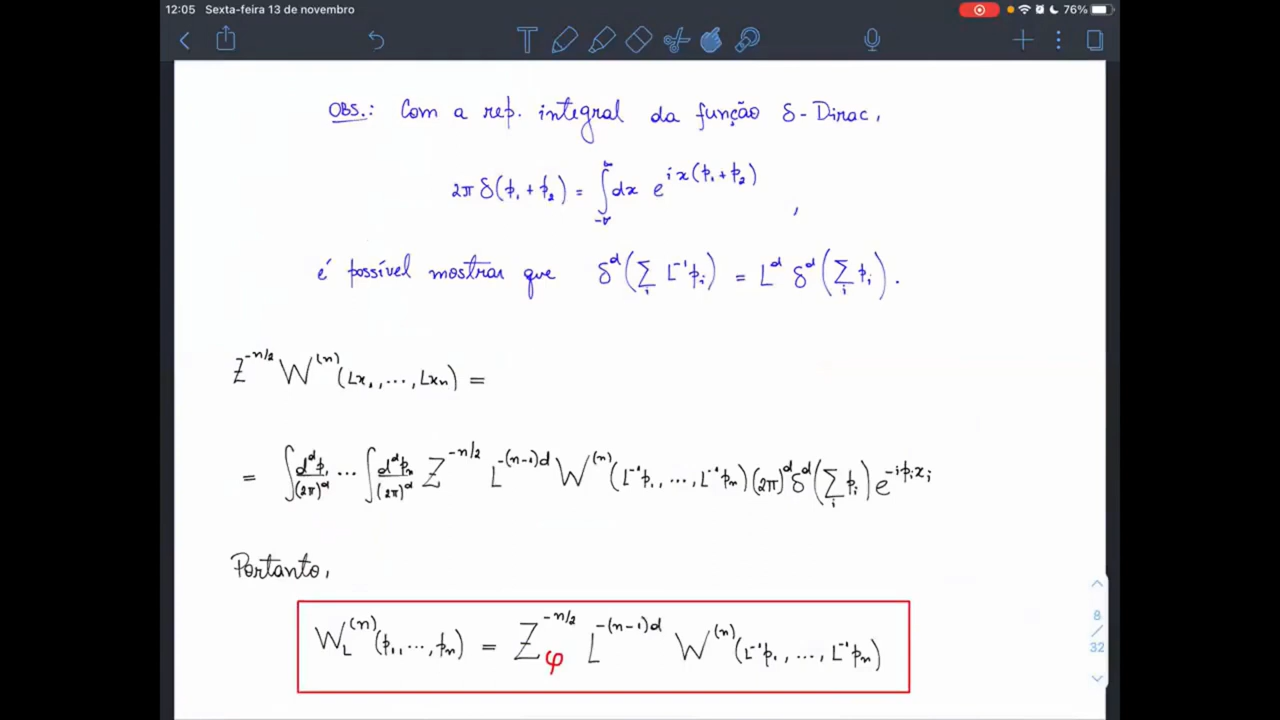 12:05 Sexta-feira 13 de novembro 76%
OBS.: Com a rep. integral da função δ-Dirac,
2π δ(p₁ + p₂) = ∫_{-∞}^{∞} dx e^{ix(p₁ + p₂)} ,
é possível mostrar que δ^d(∑_i L⁻¹p_i) = L^d δ^d(∑_i p_i).
Z^{-n/2} W^{(n)}(Lx₁, ..., Lx_n) =
= ∫ d^d p₁/(2π)^d ... ∫ d^d p_n/(2π)^d Z^{-n/2} L^{-(n-1)d} W^{(n)}(L⁻¹p₁, ..., L⁻¹p_n) (2π)^d δ^d(∑_i p_i) e^{-ip_i x_i}
Portanto,
W_L^{(n)}(p₁, ..., p_n) = Z_φ^{-n/2} L^{-(n-1)d} W^{(n)}(L⁻¹p₁, ..., L⁻¹p_n)
8
/
32